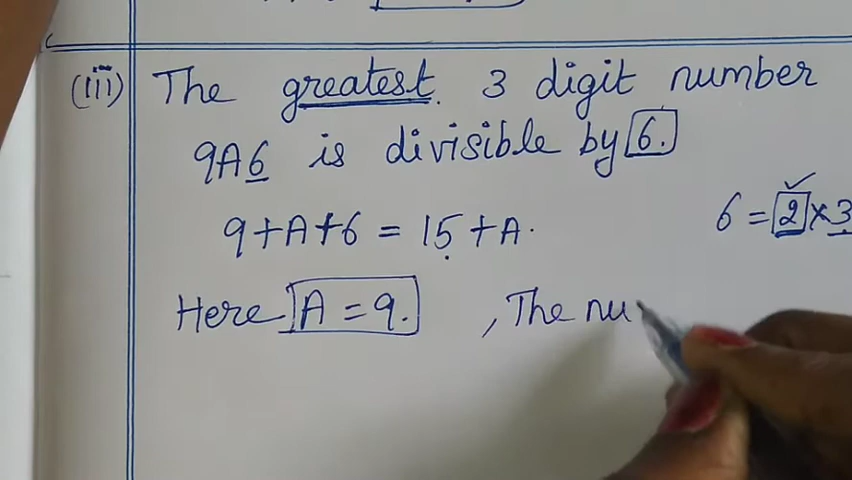 (iii) The greatest 3 digit number
9A6 is divisible by 6.
6 = 2 × 3
9+A+6 = 15 + A.
Here A = 9. , The nu